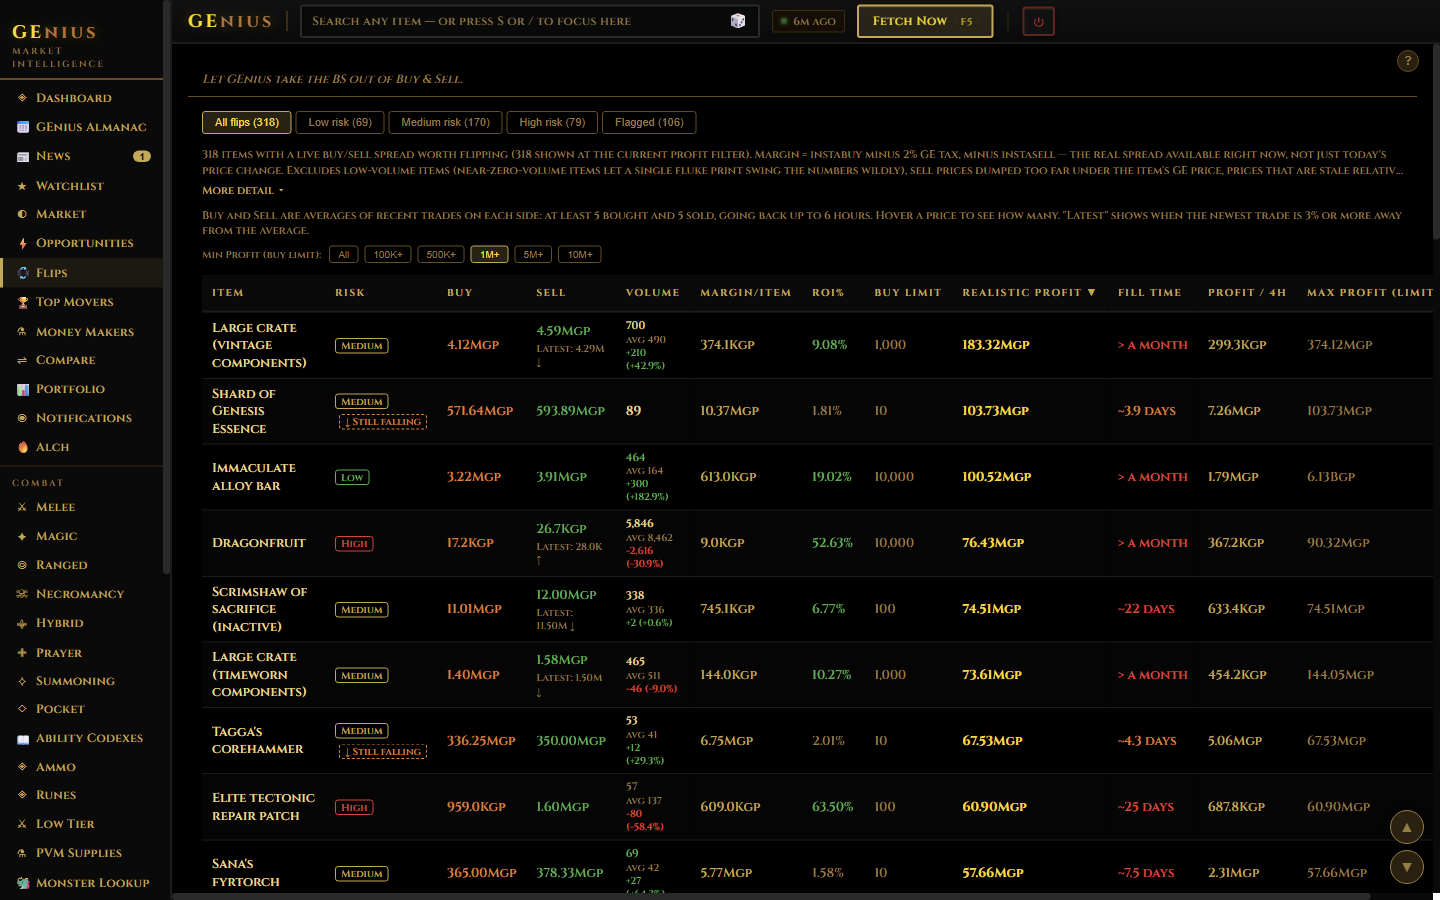 GENIUS
MARKET
INTELLIGENCE
DASHBOARD
GENIUS ALMANAC
NEWS 1
WATCHLIST
MARKET
OPPORTUNITIES
FLIPS
TOP MOVERS
MONEY MAKERS
COMPARE
PORTFOLIO
NOTIFICATIONS
ALCH
COMBAT
MELEE
MAGIC
RANGED
NECROMANCY
HYBRID
PRAYER
SUMMONING
POCKET
ABILITY CODEXES
AMMO
RUNES
LOW TIER
PVM SUPPLIES
MONSTER LOOKUP
GENIUS
SEARCH ANY ITEM — OR PRESS S OR / TO FOCUS HERE
6M AGO
FETCH NOW F5
?
LET GENIUS TAKE THE BS OUT OF BUY & SELL.
All flips (318) Low risk (69) Medium risk (170) High risk (79) Flagged (106)
318 ITEMS WITH A LIVE BUY/SELL SPREAD WORTH FLIPPING (318 SHOWN AT THE CURRENT PROFIT FILTER). MARGIN = INSTABUY MINUS 2% GE TAX, MINUS INSTASELL — THE REAL SPREAD AVAILABLE RIGHT NOW, NOT JUST TODAY'S
PRICE CHANGE. EXCLUDES LOW-VOLUME ITEMS (NEAR-ZERO-VOLUME ITEMS LET A SINGLE FLUKE PRINT SWING THE NUMBERS WILDLY), SELL PRICES DUMPED TOO FAR UNDER THE ITEM'S GE PRICE, PRICES THAT ARE STALE RELATIV...
MORE DETAIL ▾
BUY AND SELL ARE AVERAGES OF RECENT TRADES ON EACH SIDE: AT LEAST 5 BOUGHT AND 5 SOLD, GOING BACK UP TO 6 HOURS. HOVER A PRICE TO SEE HOW MANY. "LATEST" SHOWS WHEN THE NEWEST TRADE IS 3% OR MORE AWAY
FROM THE AVERAGE.
MIN PROFIT (BUY LIMIT): All 100K+ 500K+ 1M+ 5M+ 10M+
ITEM RISK BUY SELL VOLUME MARGIN/ITEM ROI% BUY LIMIT REALISTIC PROFIT ▼ FILL TIME PROFIT / 4H MAX PROFIT (LIMIT
LARGE CRATE
(VINTAGE
COMPONENTS)
MEDIUM
4.12MGP
4.59MGP
LATEST: 4.29M
↓
700
AVG 490
+210
(+42.9%)
374.1KGP 9.08% 1,000 183.32MGP > A MONTH 299.3KGP 374.12MGP
SHARD OF
GENESIS
ESSENCE
MEDIUM
↓ STILL FALLING
571.64MGP 593.89MGP 89 10.37MGP 1.81% 10 103.73MGP ~3.9 DAYS 7.26MGP 103.73MGP
IMMACULATE
ALLOY BAR
LOW
3.22MGP 3.91MGP
464
AVG 164
+300
(+182.9%)
613.0KGP 19.02% 10,000 100.52MGP > A MONTH 1.79MGP 6.13BGP
DRAGONFRUIT
HIGH
17.2KGP
26.7KGP
LATEST: 28.0K
↑
5,846
AVG 8,462
-2,616
(-30.9%)
9.0KGP 52.63% 10,000 76.43MGP > A MONTH 367.2KGP 90.32MGP
SCRIMSHAW OF
SACRIFICE
(INACTIVE)
MEDIUM
11.01MGP
12.00MGP
LATEST:
11.50M ↓
338
AVG 336
+2 (+0.6%)
745.1KGP 6.77% 100 74.51MGP ~22 DAYS 633.4KGP 74.51MGP
LARGE CRATE
(TIMEWORN
COMPONENTS)
MEDIUM
1.40MGP
1.58MGP
LATEST: 1.50M
↓
465
AVG 511
-46 (-9.0%)
144.0KGP 10.27% 1,000 73.61MGP > A MONTH 454.2KGP 144.05MGP
TAGGA'S
COREHAMMER
MEDIUM
↓ STILL FALLING
336.25MGP 350.00MGP
53
AVG 41
+12
(+29.3%)
6.75MGP 2.01% 10 67.53MGP ~4.3 DAYS 5.06MGP 67.53MGP
ELITE TECTONIC
REPAIR PATCH
HIGH
959.0KGP 1.60MGP
57
AVG 137
-80
(-58.4%)
609.0KGP 63.50% 100 60.90MGP ~25 DAYS 687.8KGP 60.90MGP
SANA'S
FYRTORCH
MEDIUM
365.00MGP 378.33MGP
69
AVG 42
+27
5.77MGP 1.58% 10 57.66MGP ~7.5 DAYS 2.31MGP 57.66MGP